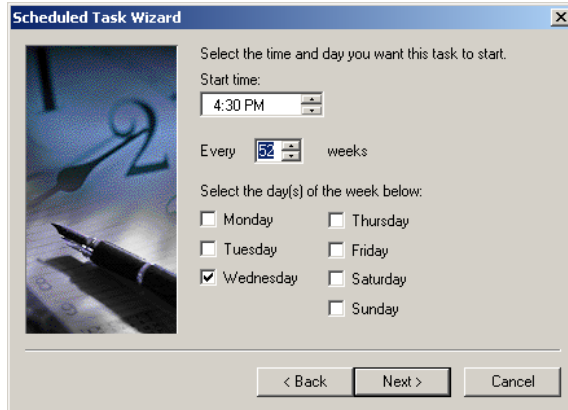 Scheduled Task Wizard
Select the time and day you want this task to start.
Start time:
4:30 PM
Every 52 weeks
Select the day(s) of the week below:
Monday Thursday
Tuesday Friday
Wednesday Saturday
Sunday
< Back Next > Cancel
2